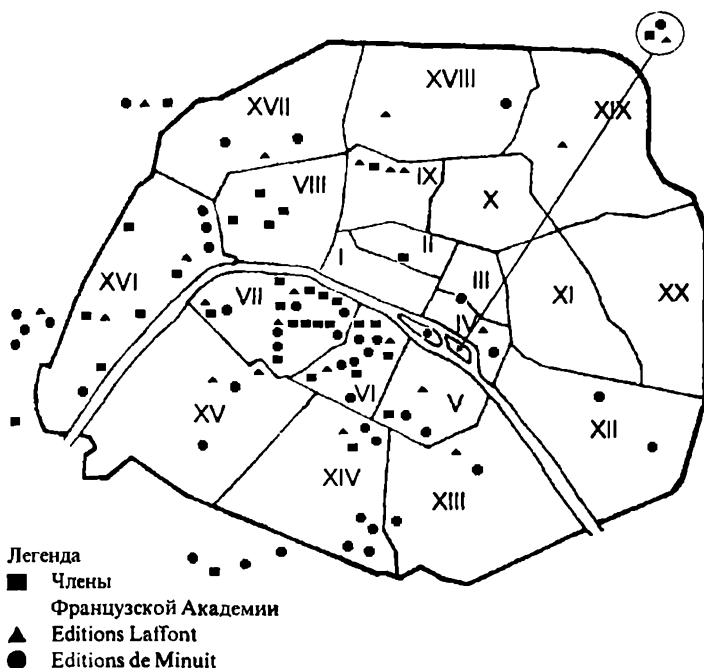 XVIII
XVII
XIX
VIII
IX
X
II
I
III
XVI
XI
XX
VII
IV
VI
V
XV
XII
XIV
XIII
Легенда
Члены
Французской Академии
Editions Laffont
Editions de Minuit